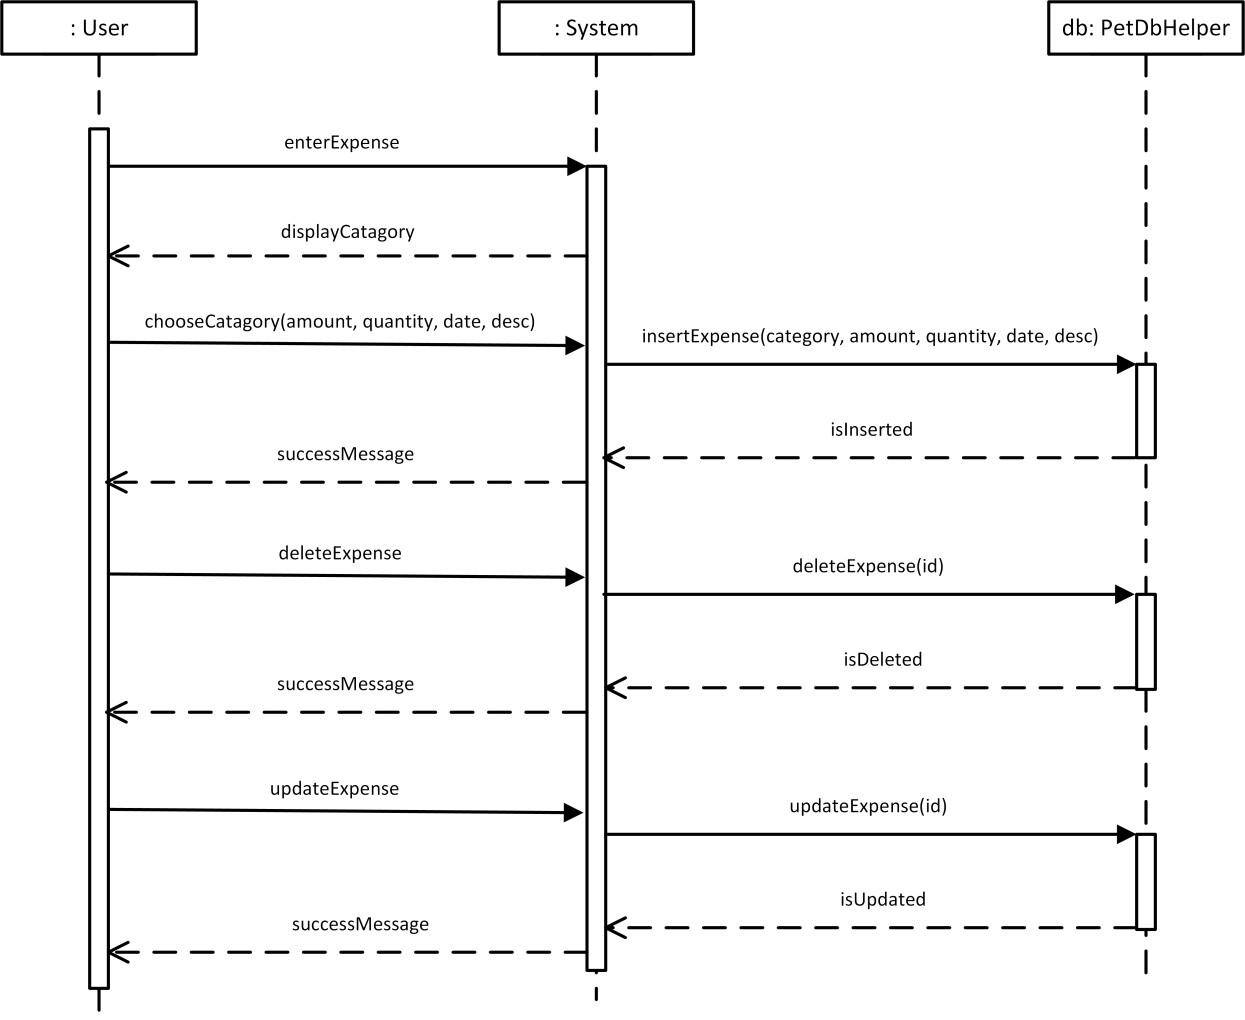 : User
: System
db: PetDbHelper
enterExpense
displayCatagory
chooseCatagory(amount, quantity, date, desc)
insertExpense(category, amount, quantity, date, desc)
isInserted
successMessage
deleteExpense
deleteExpense(id)
isDeleted
successMessage
updateExpense
updateExpense(id)
isUpdated
successMessage